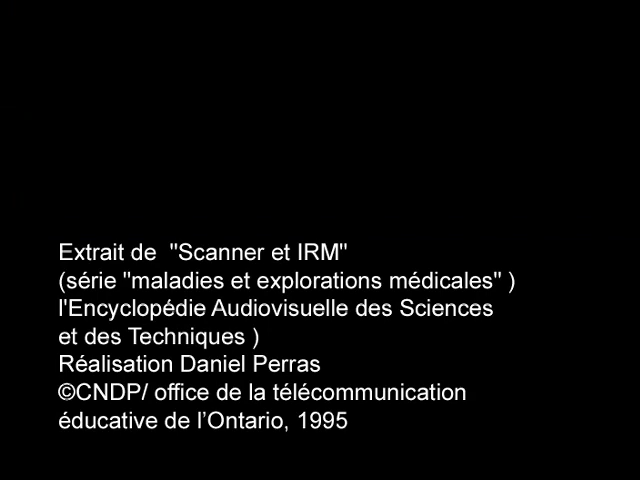 Extrait de  "Scanner et IRM"
(série "maladies et explorations médicales" )
l'Encyclopédie Audiovisuelle des Sciences
et des Techniques )
Réalisation Daniel Perras
©CNDP/ office de la télécommunication
éducative de l’Ontario, 1995